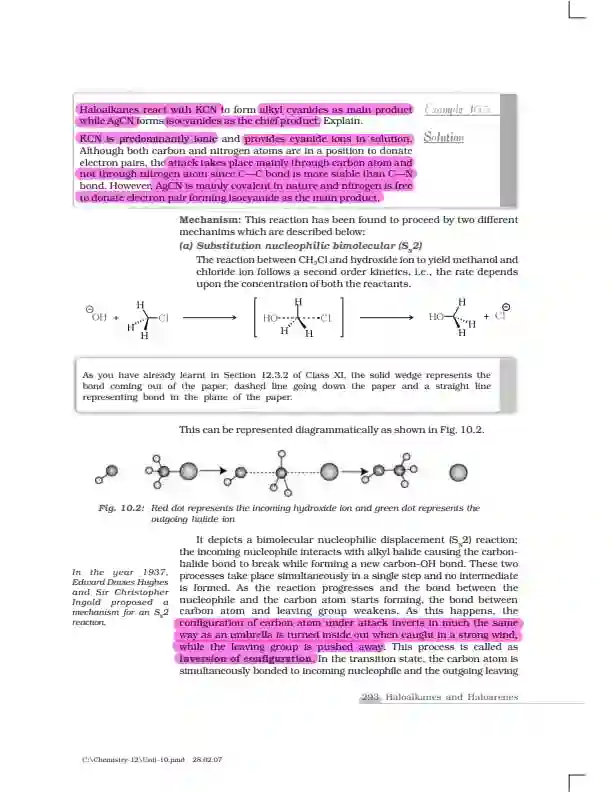 Haloalkanes react with KCN to form alkyl cyanides as main product
while AgCN forms isocyanides as the chief product. Explain.
Example 10.5
KCN is predominantly ionic and provides cyanide ions in solution.
Solution
Although both carbon and nitrogen atoms are in a position to donate
electron pairs, the attack takes place mainly through carbon atom and
not through nitrogen atom since C—C bond is more stable than C—N
bond. However, AgCN is mainly covalent in nature and nitrogen is free
to donate electron pair forming isocyanide as the main product.
Mechanism: This reaction has been found to proceed by two different
mechanims which are described below:
(a) Substitution nucleophilic bimolecular (SN2)
The reaction between CH3Cl and hydroxide ion to yield methanol and
chloride ion follows a second order kinetics, i.e., the rate depends
upon the concentration of both the reactants.
⊖OH + H Cl H H
HO Cl H H H
HO H H H + Cl⊖
As you have already learnt in Section 12.3.2 of Class XI, the solid wedge represents the
bond coming out of the paper, dashed line going down the paper and a straight line
representing bond in the plane of the paper.
This can be represented diagrammatically as shown in Fig. 10.2.
Fig. 10.2: Red dot represents the incoming hydroxide ion and green dot represents the
outgoing halide ion
It depicts a bimolecular nucleophilic displacement (SN2) reaction;
the incoming nucleophile interacts with alkyl halide causing the carbon-
halide bond to break while forming a new carbon-OH bond. These two
processes take place simultaneously in a single step and no intermediate
is formed. As the reaction progresses and the bond between the
nucleophile and the carbon atom starts forming, the bond between
carbon atom and leaving group weakens. As this happens, the
configuration of carbon atom under attack inverts in much the same
way as an umbrella is turned inside out when caught in a strong wind,
while the leaving group is pushed away. This process is called as
inversion of configuration. In the transition state, the carbon atom is
simultaneously bonded to incoming nucleophile and the outgoing leaving
In the year 1937,
Edward Davies Hughes
and Sir Christopher
Ingold proposed a
mechanism for an SN2
reaction.
293 Haloalkanes and Haloarenes
C:\Chemistry-12\Unit-10.pmd 28.02.07